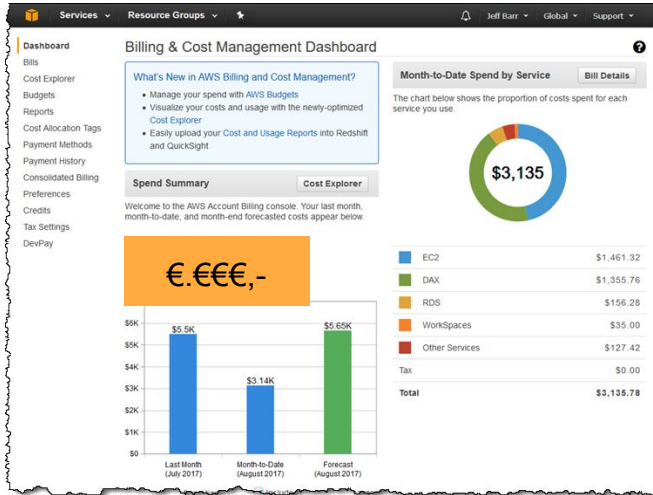 Services
Resource Groups
Jeff Barr
Global
Support
Dashboard
Bills
Cost Explorer
Budgets
Reports
Cost Allocation Tags
Payment Methods
Payment History
Consolidated Billing
Preferences
Credits
Tax Settings
DevPay
Billing & Cost Management Dashboard
?
What's New in AWS Billing and Cost Management?
• Manage your spend with AWS Budgets
• Visualize your costs and usage with the newly-optimized
Cost Explorer
• Easily upload your Cost and Usage Reports into Redshift
and QuickSight
Spend Summary
Cost Explorer
Welcome to the AWS Account Billing console. Your last month,
month-to-date, and month-end forecasted costs appear below.
€.€€€,-
$6K
$5K
$4K
$3K
$2K
$1K
$0
$5.5K
$3.14K
$5.65K
Last Month
(July 2017)
Month-to-Date
(August 2017)
Forecast
(August 2017)
Month-to-Date Spend by Service
Bill Details
The chart below shows the proportion of costs spent for each
service you use.
$3,135
EC2 $1,461.32
DAX $1,355.76
RDS $156.28
WorkSpaces $35.00
Other Services $127.42
Tax $0.00
Total $3,135.78